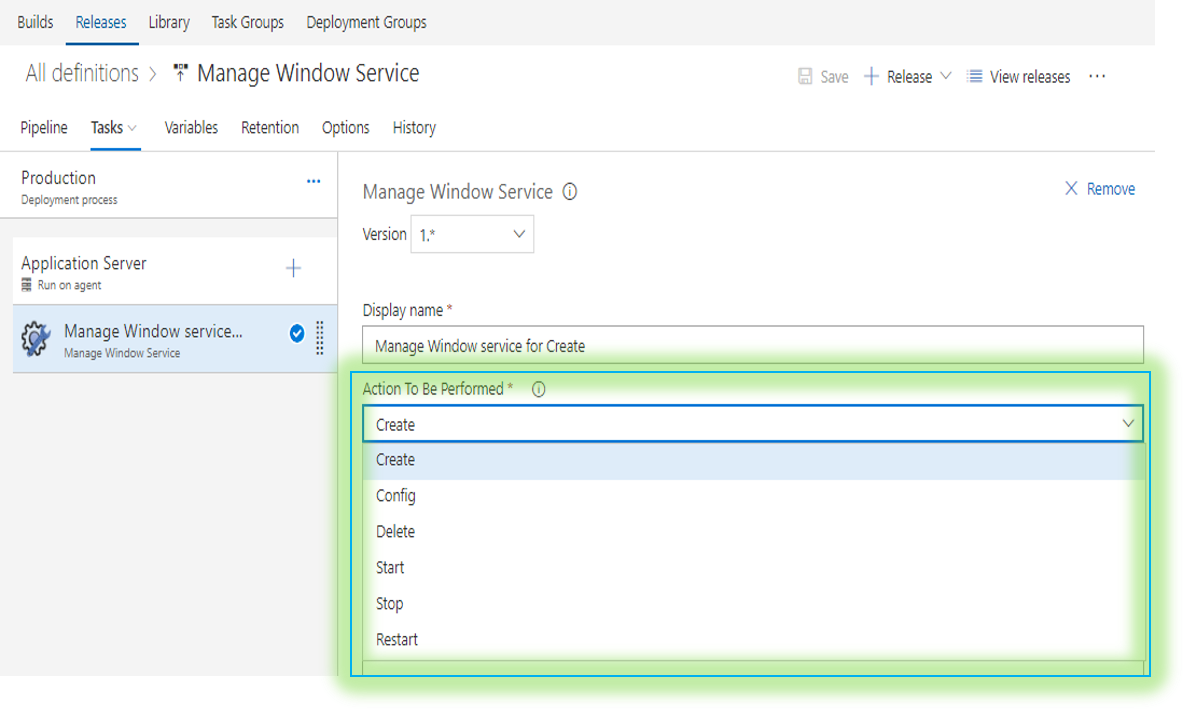 Builds Releases Library Task Groups Deployment Groups
All definitions > Manage Window Service
Save + Release View releases ...
Pipeline Tasks Variables Retention Options History
Production ...
Deployment process
Application Server +
Run on agent
Manage Window service...
Manage Window Service
Manage Window Service
X Remove
Version 1.*
Display name *
Manage Window service for Create
Action To Be Performed *
Create
Create
Config
Delete
Start
Stop
Restart